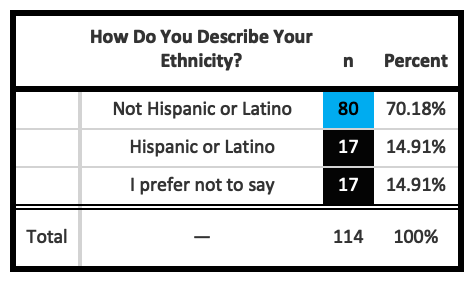 How Do You Describe Your
Ethnicity? n Percent
Not Hispanic or Latino 80 70.18%
Hispanic or Latino 17 14.91%
I prefer not to say 17 14.91%
Total — 114 100%